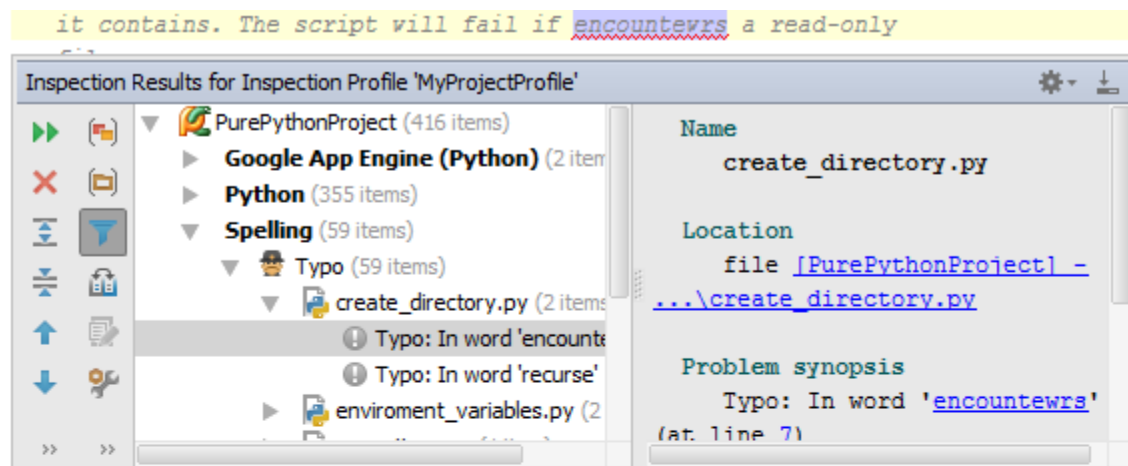 it contains. The script will fail if encountewrs a read-only
Inspection Results for Inspection Profile 'MyProjectProfile'
PurePythonProject (416 items)
Google App Engine (Python) (2 item
Python (355 items)
Spelling (59 items)
Typo (59 items)
create_directory.py (2 items
Typo: In word 'encounte
Typo: In word 'recurse'
enviroment_variables.py (2
Name
create_directory.py
Location
file [PurePythonProject] -
...\create_directory.py
Problem synopsis
Typo: In word 'encountewrs'
(at line 7)